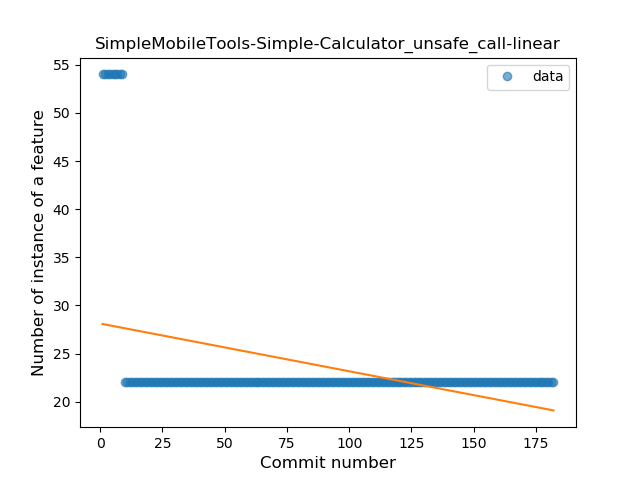 SimpleMobileTools-Simple-Calculator_unsafe_call-linear
data
Number of instance of a feature
55
50
45
40
35
30
25
20
0 25 50 75 100 125 150 175
Commit number